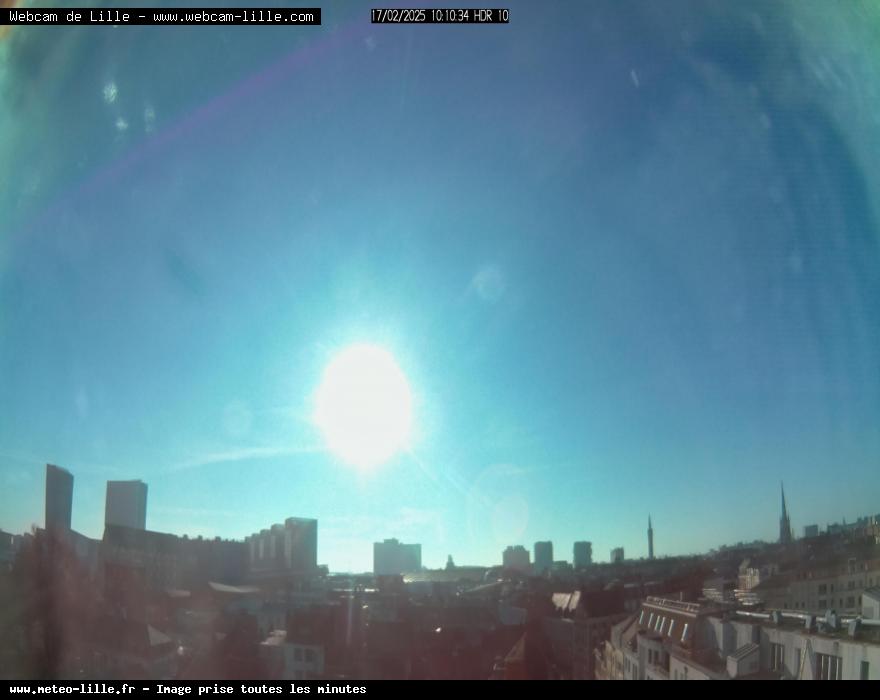 Webcam de Lille - www.webcam-lille.com
17/02/2025 10:10:34 HDR 10
www.meteo-lille.fr - Image prise toutes les minutes